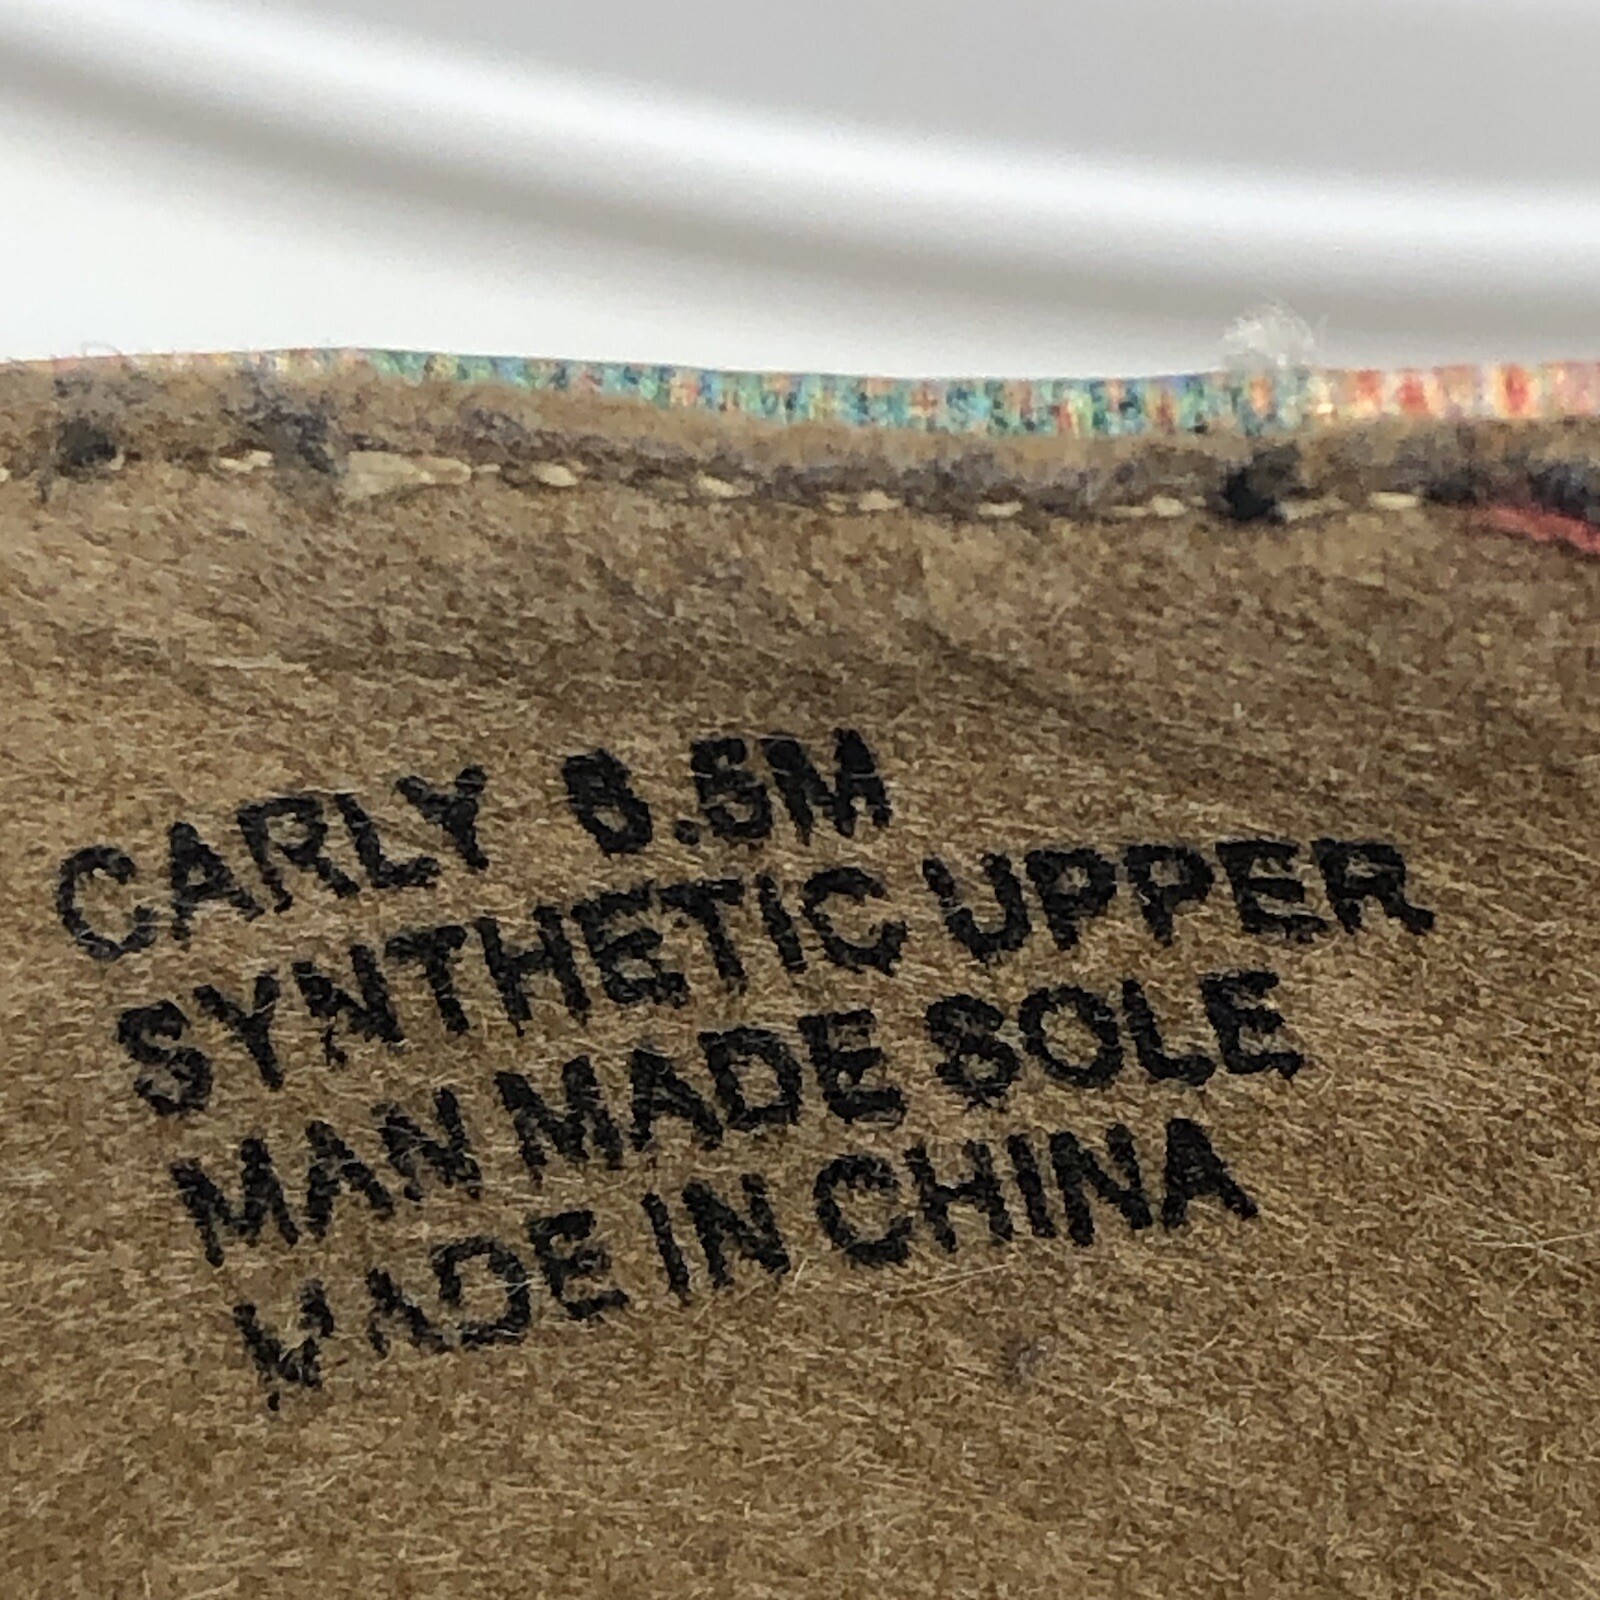 CARLY 8.5M
SYNTHETIC UPPER
MAN MADE SOLE
MADE IN CHINA